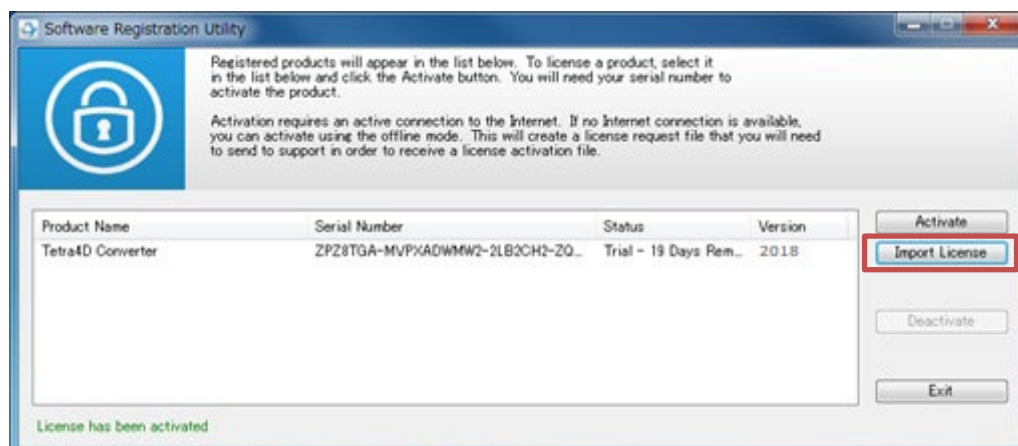 Software Registration Utility
Registered products will appear in the list below. To license a product, select it
in the list below and click the Activate button. You will need your serial number to
activate the product.
Activation requires an active connection to the Internet. If no Internet connection is available,
you can activate using the offline mode. This will create a license request file that you will need
to send to support in order to receive a license activation file.
Product Name Serial Number Status Version
Tetra4D Converter ZPZ8TGA-MVPXADWMW2-2LB2CH2-ZQ... Trial - 19 Days Rem... 2018
Activate
Import License
Deactivate
Exit
License has been activated